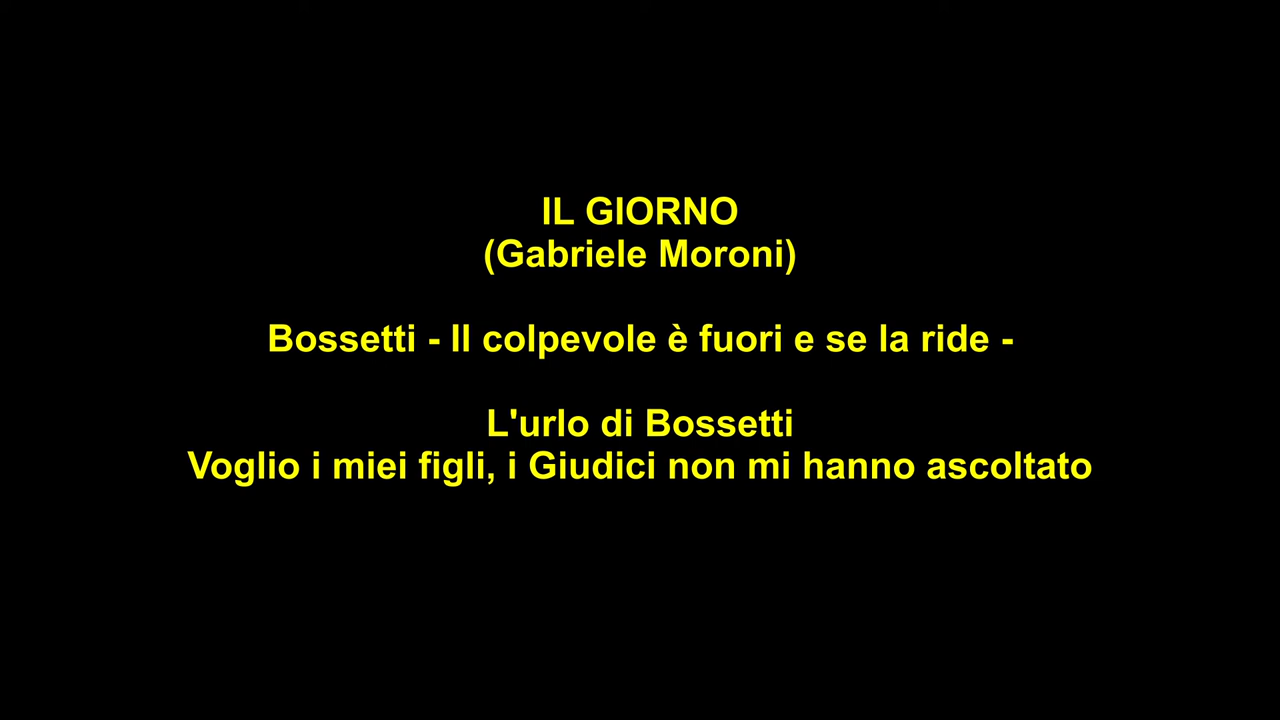 IL GIORNO
(Gabriele Moroni)
Bossetti - Il colpevole è fuori e se la ride -
L'urlo di Bossetti
Voglio i miei figli, i Giudici non mi hanno ascoltato